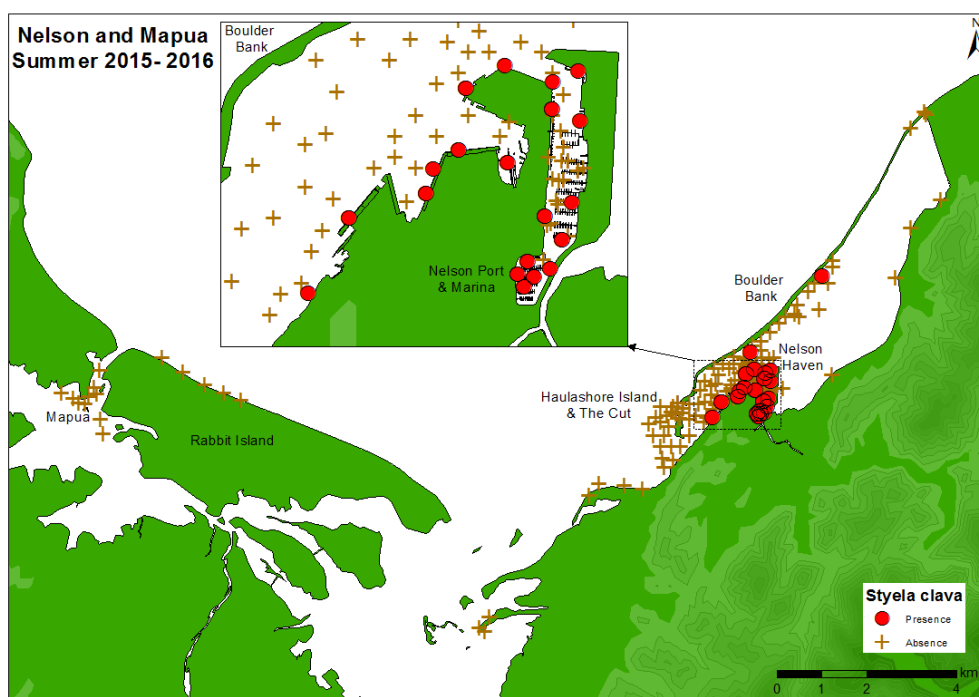 Nelson and Mapua
Summer 2015- 2016
Boulder
Bank
Nelson Port
& Marina
N
Boulder
Bank
Nelson
Haven
Haulashore Island
& The Cut
Mapua
Rabbit Island
Styela clava
Presence
Absence
0 1 2 4
km